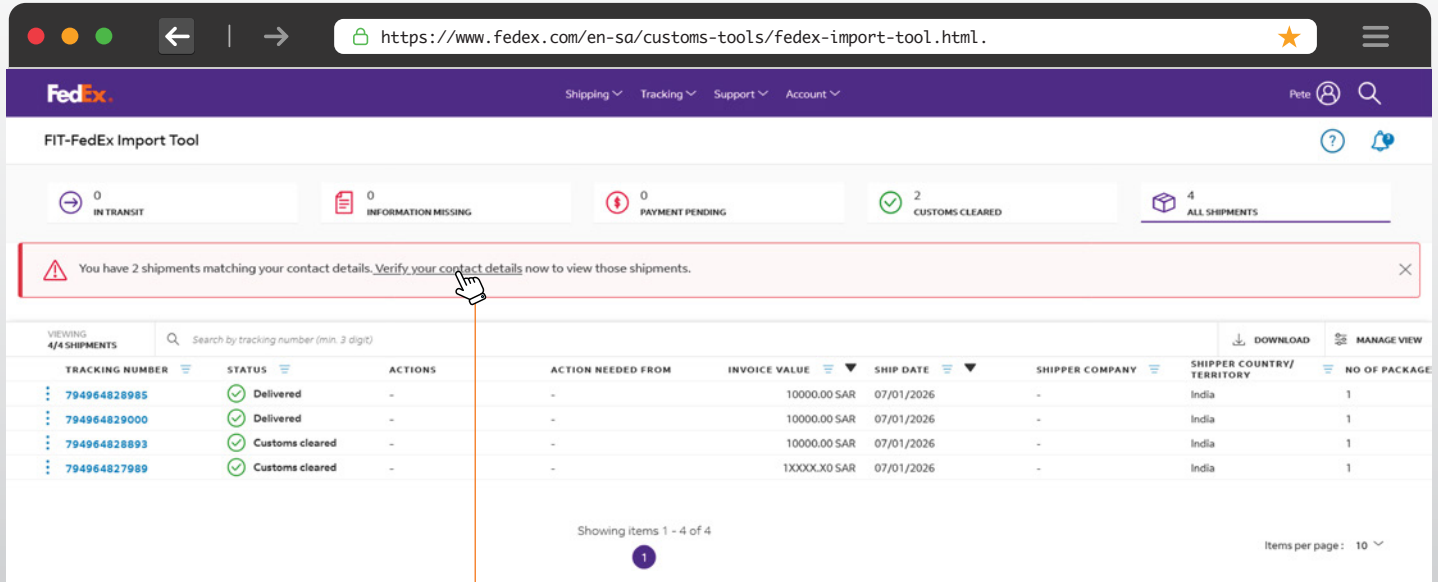 https://www.fedex.com/en-sa/customs-tools/fedex-import-tool.html.
FedEx.
Shipping Tracking Support Account
Pete
FIT-FedEx Import Tool
0
IN TRANSIT
0
INFORMATION MISSING
0
PAYMENT PENDING
2
CUSTOMS CLEARED
4
ALL SHIPMENTS
You have 2 shipments matching your contact details. Verify your contact details now to view those shipments.
VIEWING
4/4 SHIPMENTS
Search by tracking number (min. 3 digit)
DOWNLOAD
MANAGE VIEW
TRACKING NUMBER STATUS ACTIONS ACTION NEEDED FROM INVOICE VALUE SHIP DATE SHIPPER COMPANY SHIPPER COUNTRY/TERRITORY NO OF PACKAGE
794964828985 Delivered - - 10000.00 SAR 07/01/2026 - India 1
794964829000 Delivered - - 10000.00 SAR 07/01/2026 - India 1
794964828893 Customs cleared - - 10000.00 SAR 07/01/2026 - India 1
794964827989 Customs cleared - - 1XXXX.X0 SAR 07/01/2026 - India 1
Showing items 1 - 4 of 4
1
Items per page: 10